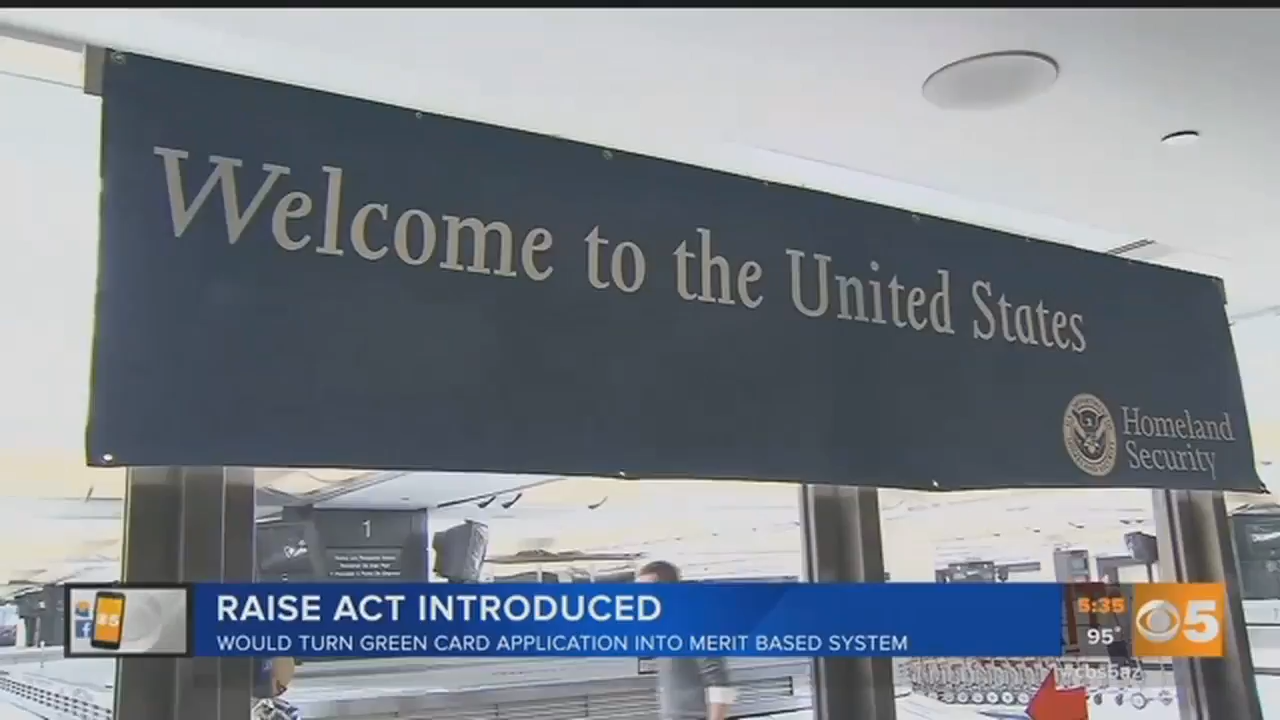 Welcome to the United States
Homeland
Security
1
RAISE ACT INTRODUCED
WOULD TURN GREEN CARD APPLICATION INTO MERIT BASED SYSTEM
5:35
95°
5